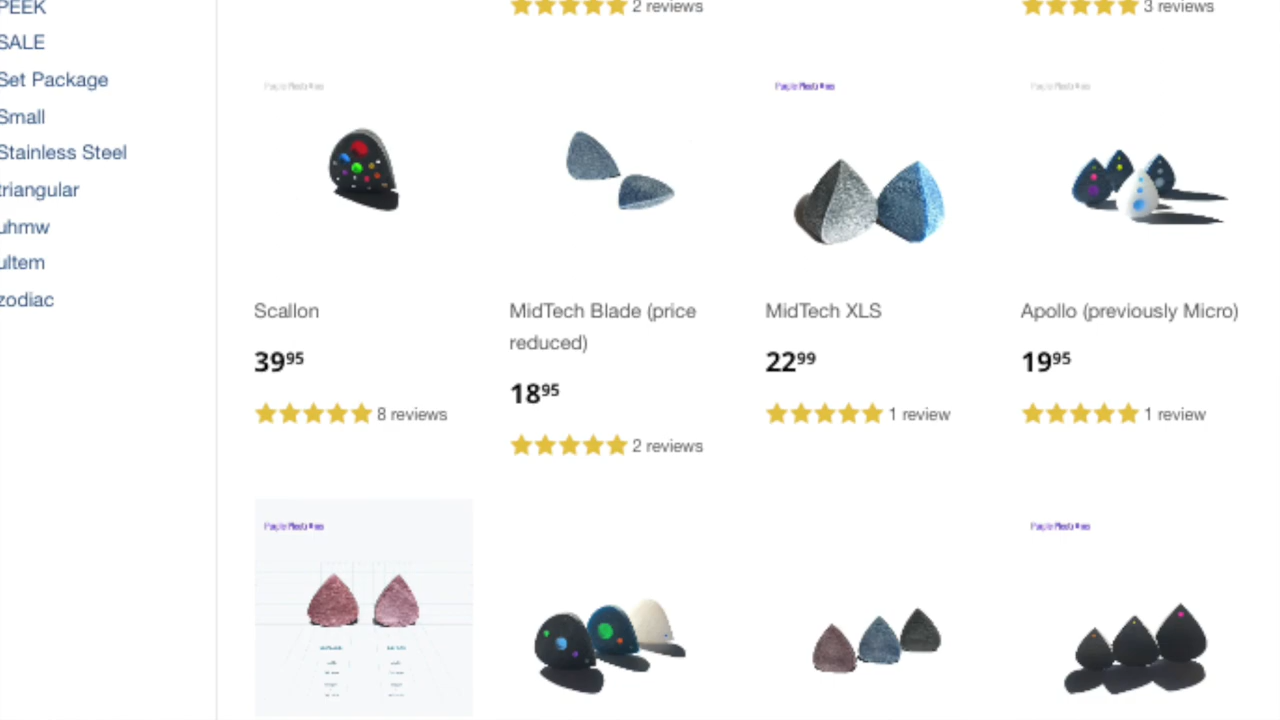 PEEK
SALE
Set Package
Small
Stainless Steel
triangular
uhmw
ultem
zodiac
2 reviews
3 reviews
Scallon
39 95
8 reviews
MidTech Blade (price
reduced)
18 95
2 reviews
MidTech XLS
22 99
1 review
Apollo (previously Micro)
19 95
1 review